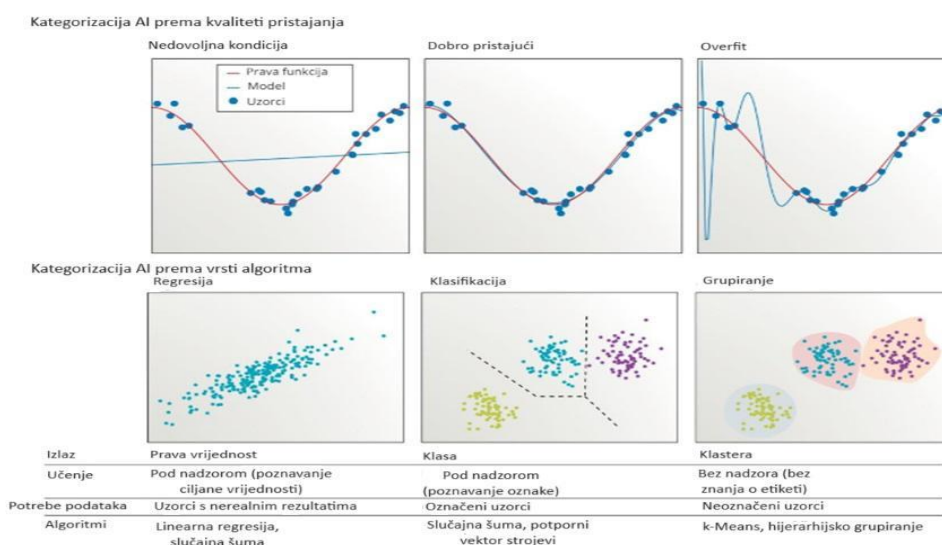 Kategorizacija AI prema kvaliteti pristajanja
Nedovoljna kondicija
Dobro pristajući
Overfit
Prava funkcija
Model
Uzorci
Kategorizacija AI prema vrsti algoritma
Regresija
Klasifikacija
Grupiranje
Izlaz
Prava vrijednost
Klasa
Klastera
Učenje
Pod nadzorom (poznavanje
ciljane vrijednosti)
Pod nadzorom
(poznavanje oznake)
Bez nadzora (bez
znanja o etiketi)
Potrebe podataka
Uzorci s nerealnim rezultatima
Označeni uzorci
Neoznačeni uzorci
Algoritmi
Linearna regresija,
slučajna šuma
Slučajna šuma, potporni
vektor strojevi
k-Means, hijerarhijsko grupiranje